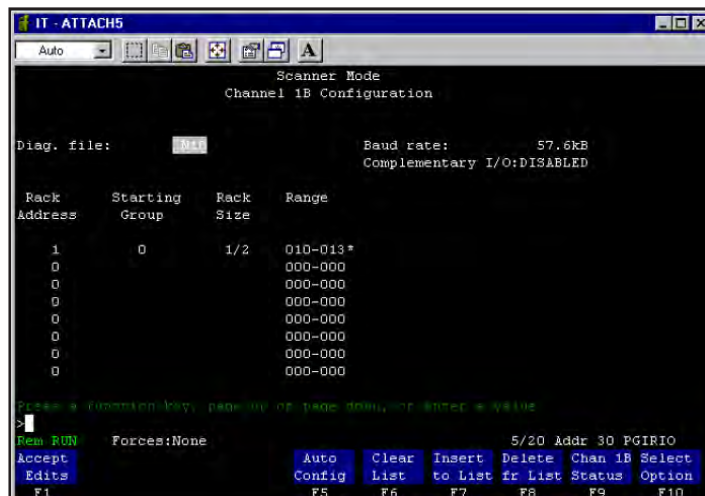 IT - ATTACH5
Auto
A
Scanner Mode
Channel 1B Configuration
Diag. file: N10 Baud rate: 57.6kB
Complementary I/O:DISABLED
Rack Starting Rack Range
Address Group Size
1 0 1/2 010-013*
0 000-000
0 000-000
0 000-000
0 000-000
0 000-000
0 000-000
0 000-000
Press a function key, page up or page down, or enter a value
>
Rem RUN Forces:None 5/20 Addr 30 PGIRIO
Accept Auto Clear Insert Delete Chan 1B Select
Edits Config List to List fr List Status Option
F1 F5 F6 F7 F8 F9 F10